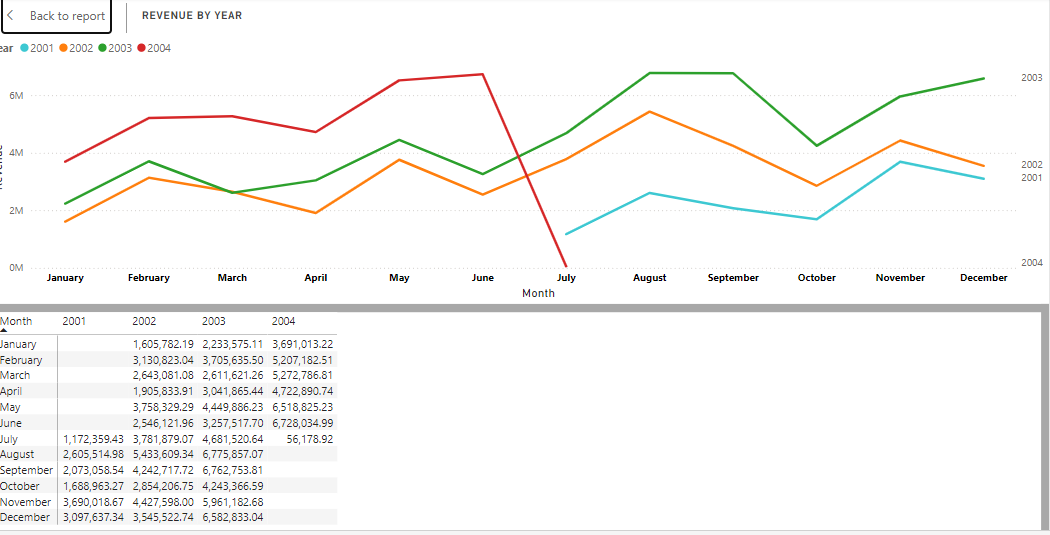 Back to report
REVENUE BY YEAR
ear 2001 2002 2003 2004
6M
4M
2M
0M
2003
2002
2001
2004
January February March April May June July August September October November December
Month
Month 2001 2002 2003 2004
January 1,605,782.19 2,233,575.11 3,691,013.22
February 3,130,823.04 3,705,635.50 5,207,182.51
March 2,643,081.08 2,611,621.26 5,272,786.81
April 1,905,833.91 3,041,865.44 4,722,890.74
May 3,758,329.29 4,449,886.23 6,518,825.23
June 2,546,121.96 3,257,517.70 6,728,034.99
July 1,172,359.43 3,781,879.07 4,681,520.64 56,178.92
August 2,605,514.98 5,433,609.34 6,775,857.07
September 2,073,058.54 4,242,717.72 6,762,753.81
October 1,688,963.27 2,854,206.75 4,243,366.59
November 3,690,018.67 4,427,598.00 5,961,182.68
December 3,097,637.34 3,545,522.74 6,582,833.04